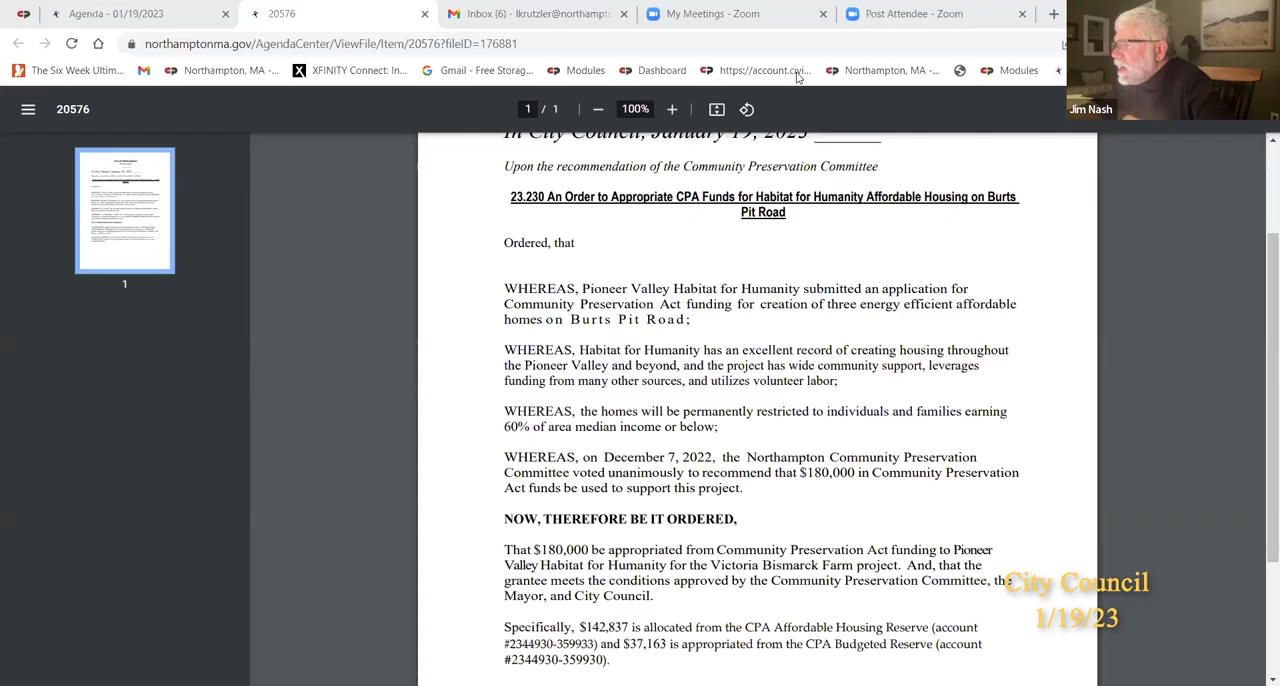 Agenda - 01/19/2023
20576
Inbox (6) - lkrutzler@northampto
My Meetings - Zoom
Post Attendee - Zoom
northamptonma.gov/AgendaCenter/ViewFile/Item/20576?fileID=176881
The Six Week Ultim...
Northampton, MA -...
XFINITY Connect: In...
Gmail - Free Storag...
Modules
Dashboard
https://account.civi...
Northampton, MA -...
Modules
Jim Nash
20576
1 / 1
100%
1
In City Council, January 19, 2023
Upon the recommendation of the Community Preservation Committee
An Order to Appropriate CPA Funds for Habitat for Humanity Affordable Housing on Burts
Pit Road
Ordered, that
WHEREAS, Pioneer Valley Habitat for Humanity submitted an application for
Community Preservation Act funding for creation of three energy efficient affordable
homes on Burts Pit Road;
WHEREAS, Habitat for Humanity has an excellent record of creating housing throughout
the Pioneer Valley and beyond, and the project has wide community support, leverages
funding from many other sources, and utilizes volunteer labor;
WHEREAS, the homes will be permanently restricted to individuals and families earning
60% of area median income or below;
WHEREAS, on December 7, 2022, the Northampton Community Preservation
Committee voted unanimously to recommend that $180,000 in Community Preservation
Act funds be used to support this project.
NOW, THEREFORE BE IT ORDERED,
That $180,000 be appropriated from Community Preservation Act funding to Pioneer
Valley Habitat for Humanity for the Victoria Bismarck Farm project. And, that the
grantee meets the conditions approved by the Community Preservation Committee, the
Mayor, and City Council.
Specifically, $142,837 is allocated from the CPA Affordable Housing Reserve (account
#2344930-359933) and $37,163 is appropriated from the CPA Budgeted Reserve (account
#2344930-359930).
City Council
1/19/23